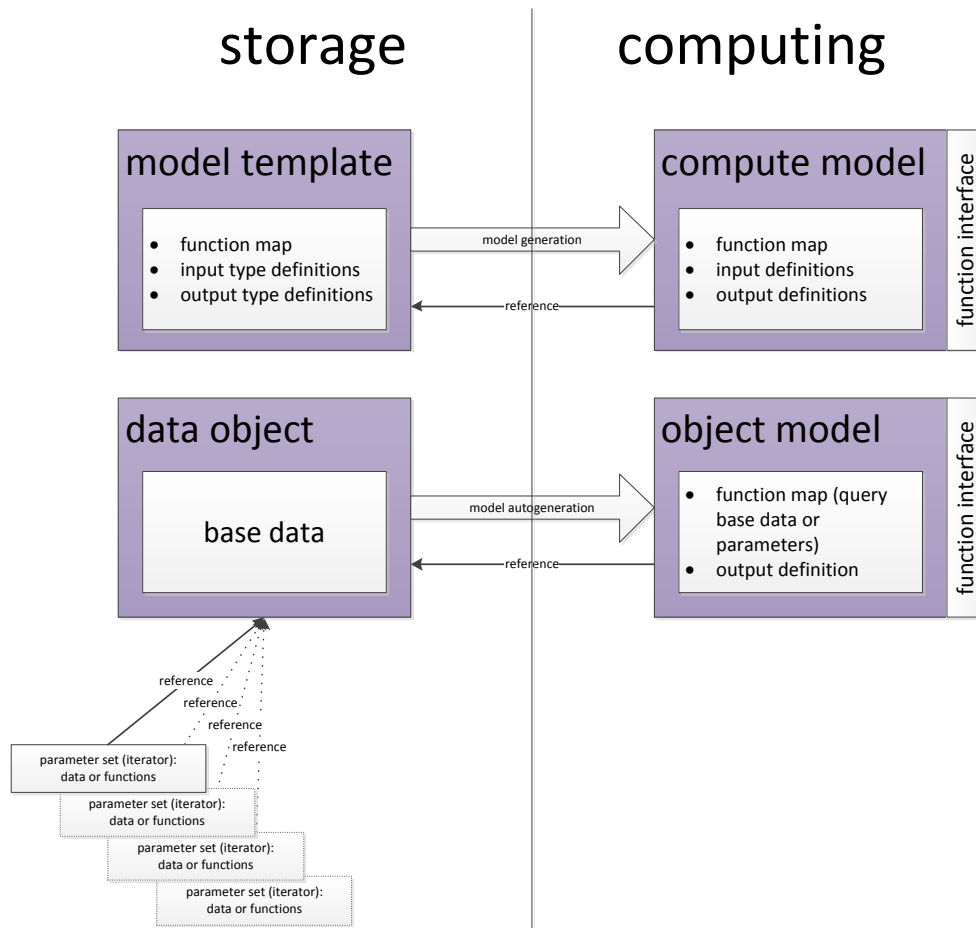 storage
computing
model template
• function map
• input type definitions
• output type definitions
model generation
reference
compute model
• function map
• input definitions
• output definitions
function interface
data object
base data
model autogeneration
reference
object model
• function map (query
base data or
parameters)
• output definition
function interface
reference
reference
reference
reference
parameter set (iterator):
data or functions
parameter set (iterator):
data or functions
parameter set (iterator):
data or functions
parameter set (iterator):
data or functions